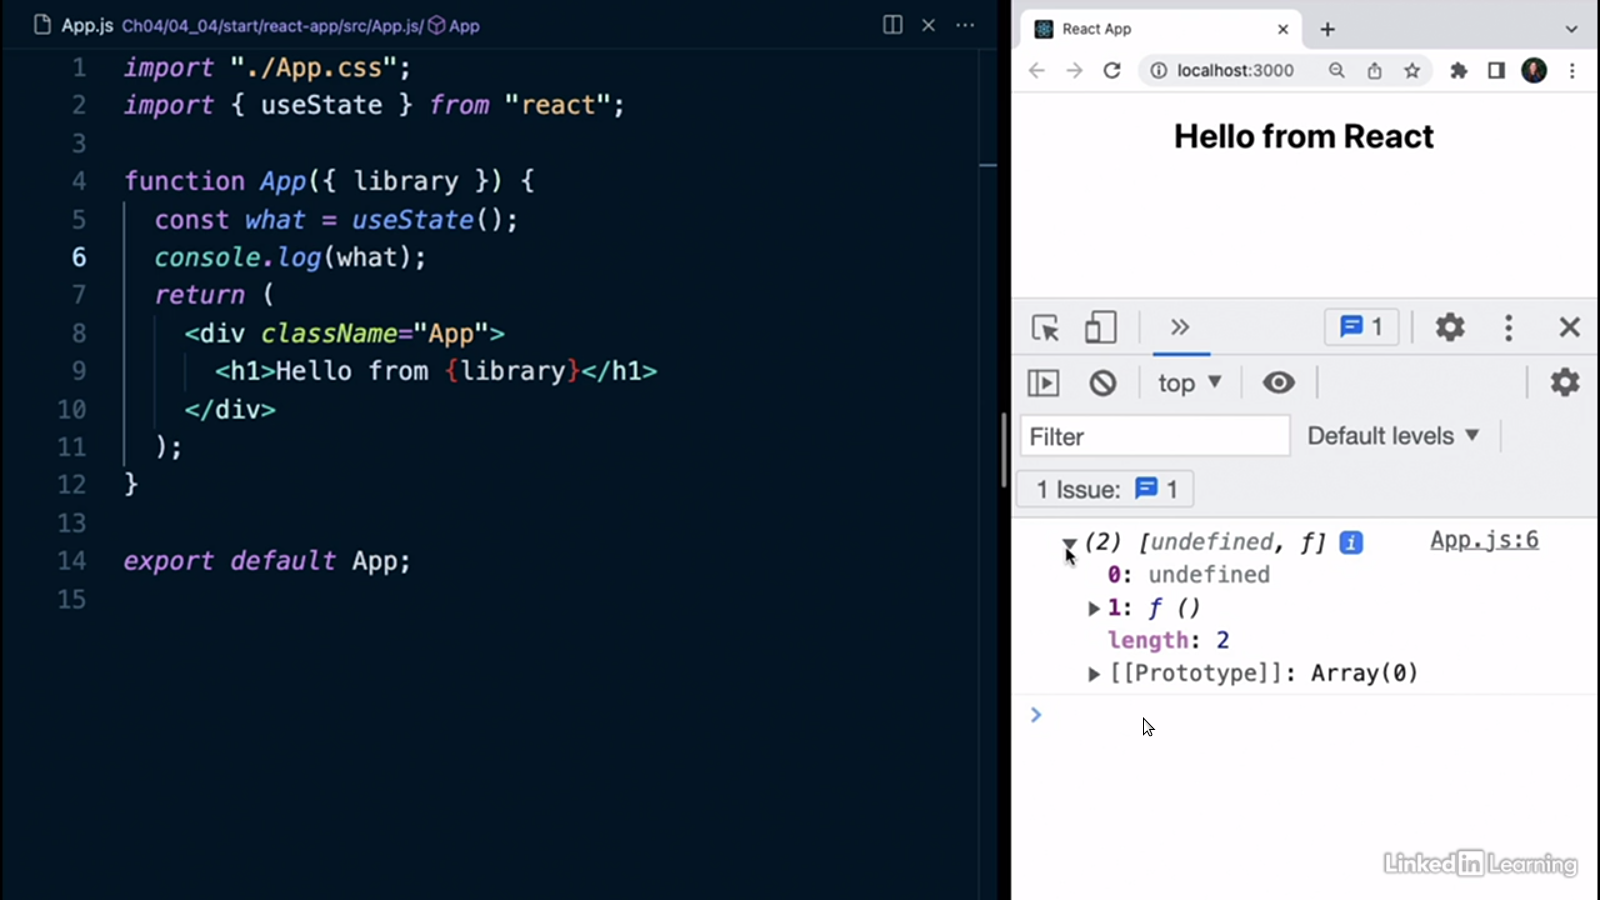 App.js Ch04/04_04/start/react-app/src/App.js/ App
1 import "./App.css";
2 import { useState } from "react";
3
4 function App({ library }) {
5 const what = useState();
6 console.log(what);
7 return (
8 <div className="App">
9 <h1>Hello from {library}</h1>
10 </div>
11 );
12 }
13
14 export default App;
15
React App
localhost:3000
Hello from React
1
top
Filter Default levels
1 Issue: 1
(2) [undefined, f] i App.js:6
0: undefined
1: f ()
length: 2
[[Prototype]]: Array(0)
Linked in Learning